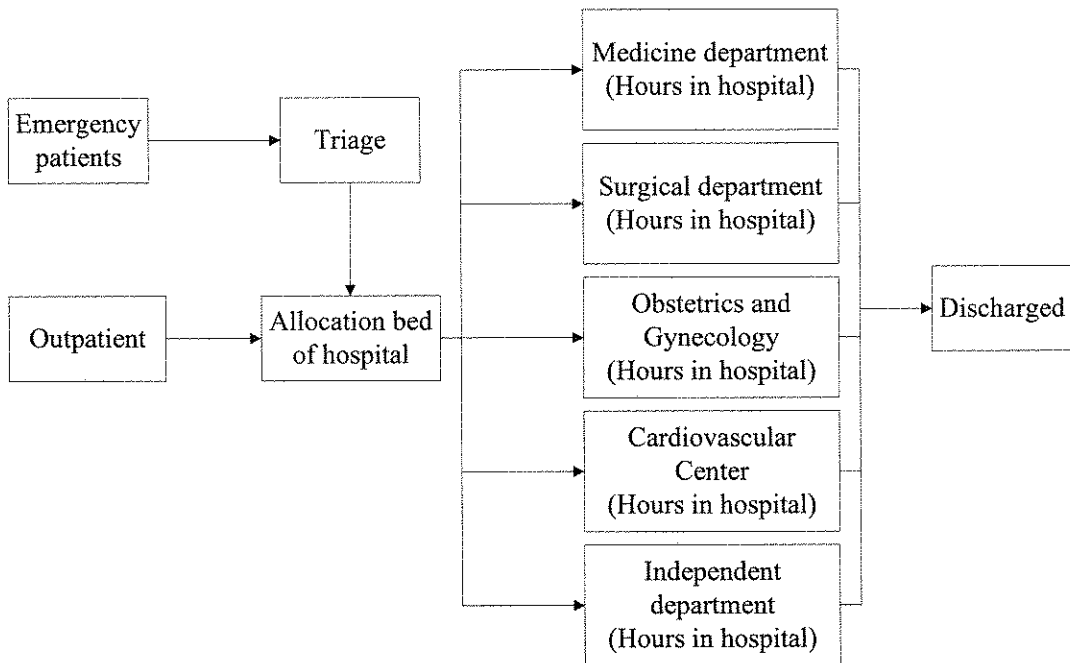 Emergency
patients
Triage
Outpatient
Allocation bed
of hospital
Medicine department
(Hours in hospital)
Surgical department
(Hours in hospital)
Obstetrics and
Gynecology
(Hours in hospital)
Cardiovascular
Center
(Hours in hospital)
Independent
department
(Hours in hospital)
Discharged